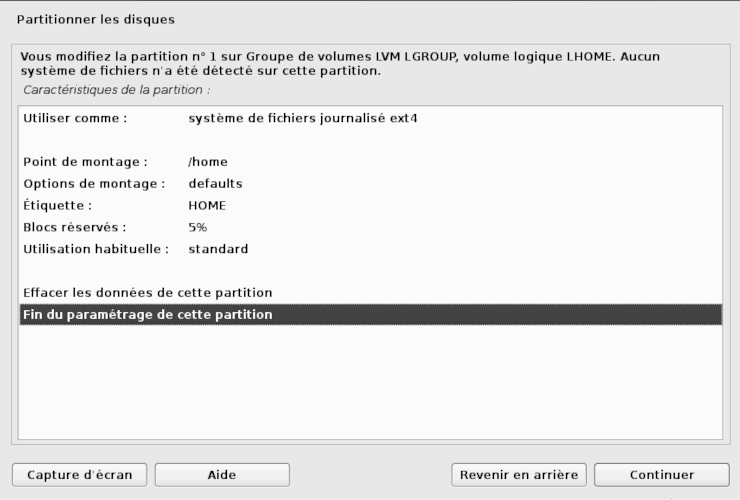 Partitionner les disques
Vous modifiez la partition n° 1 sur Groupe de volumes LVM LGROUP, volume logique LHOME. Aucun
système de fichiers n'a été détecté sur cette partition.
Caractéristiques de la partition :
Utiliser comme : système de fichiers journalisé ext4
Point de montage : /home
Options de montage : defaults
Étiquette : HOME
Blocs réservés : 5%
Utilisation habituelle : standard
Effacer les données de cette partition
Fin du paramétrage de cette partition
Capture d'écran Aide Revenir en arrière Continuer